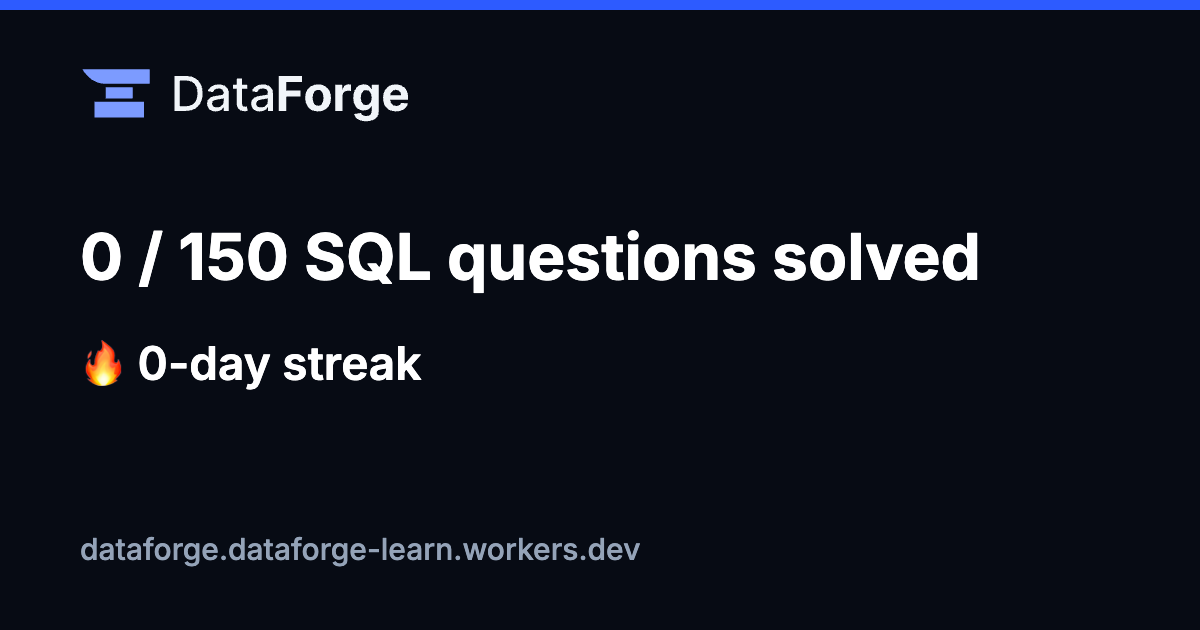 DataForge
0 / 150 SQL questions solved
🔥 0-day streak
dataforge.dataforge-learn.workers.dev